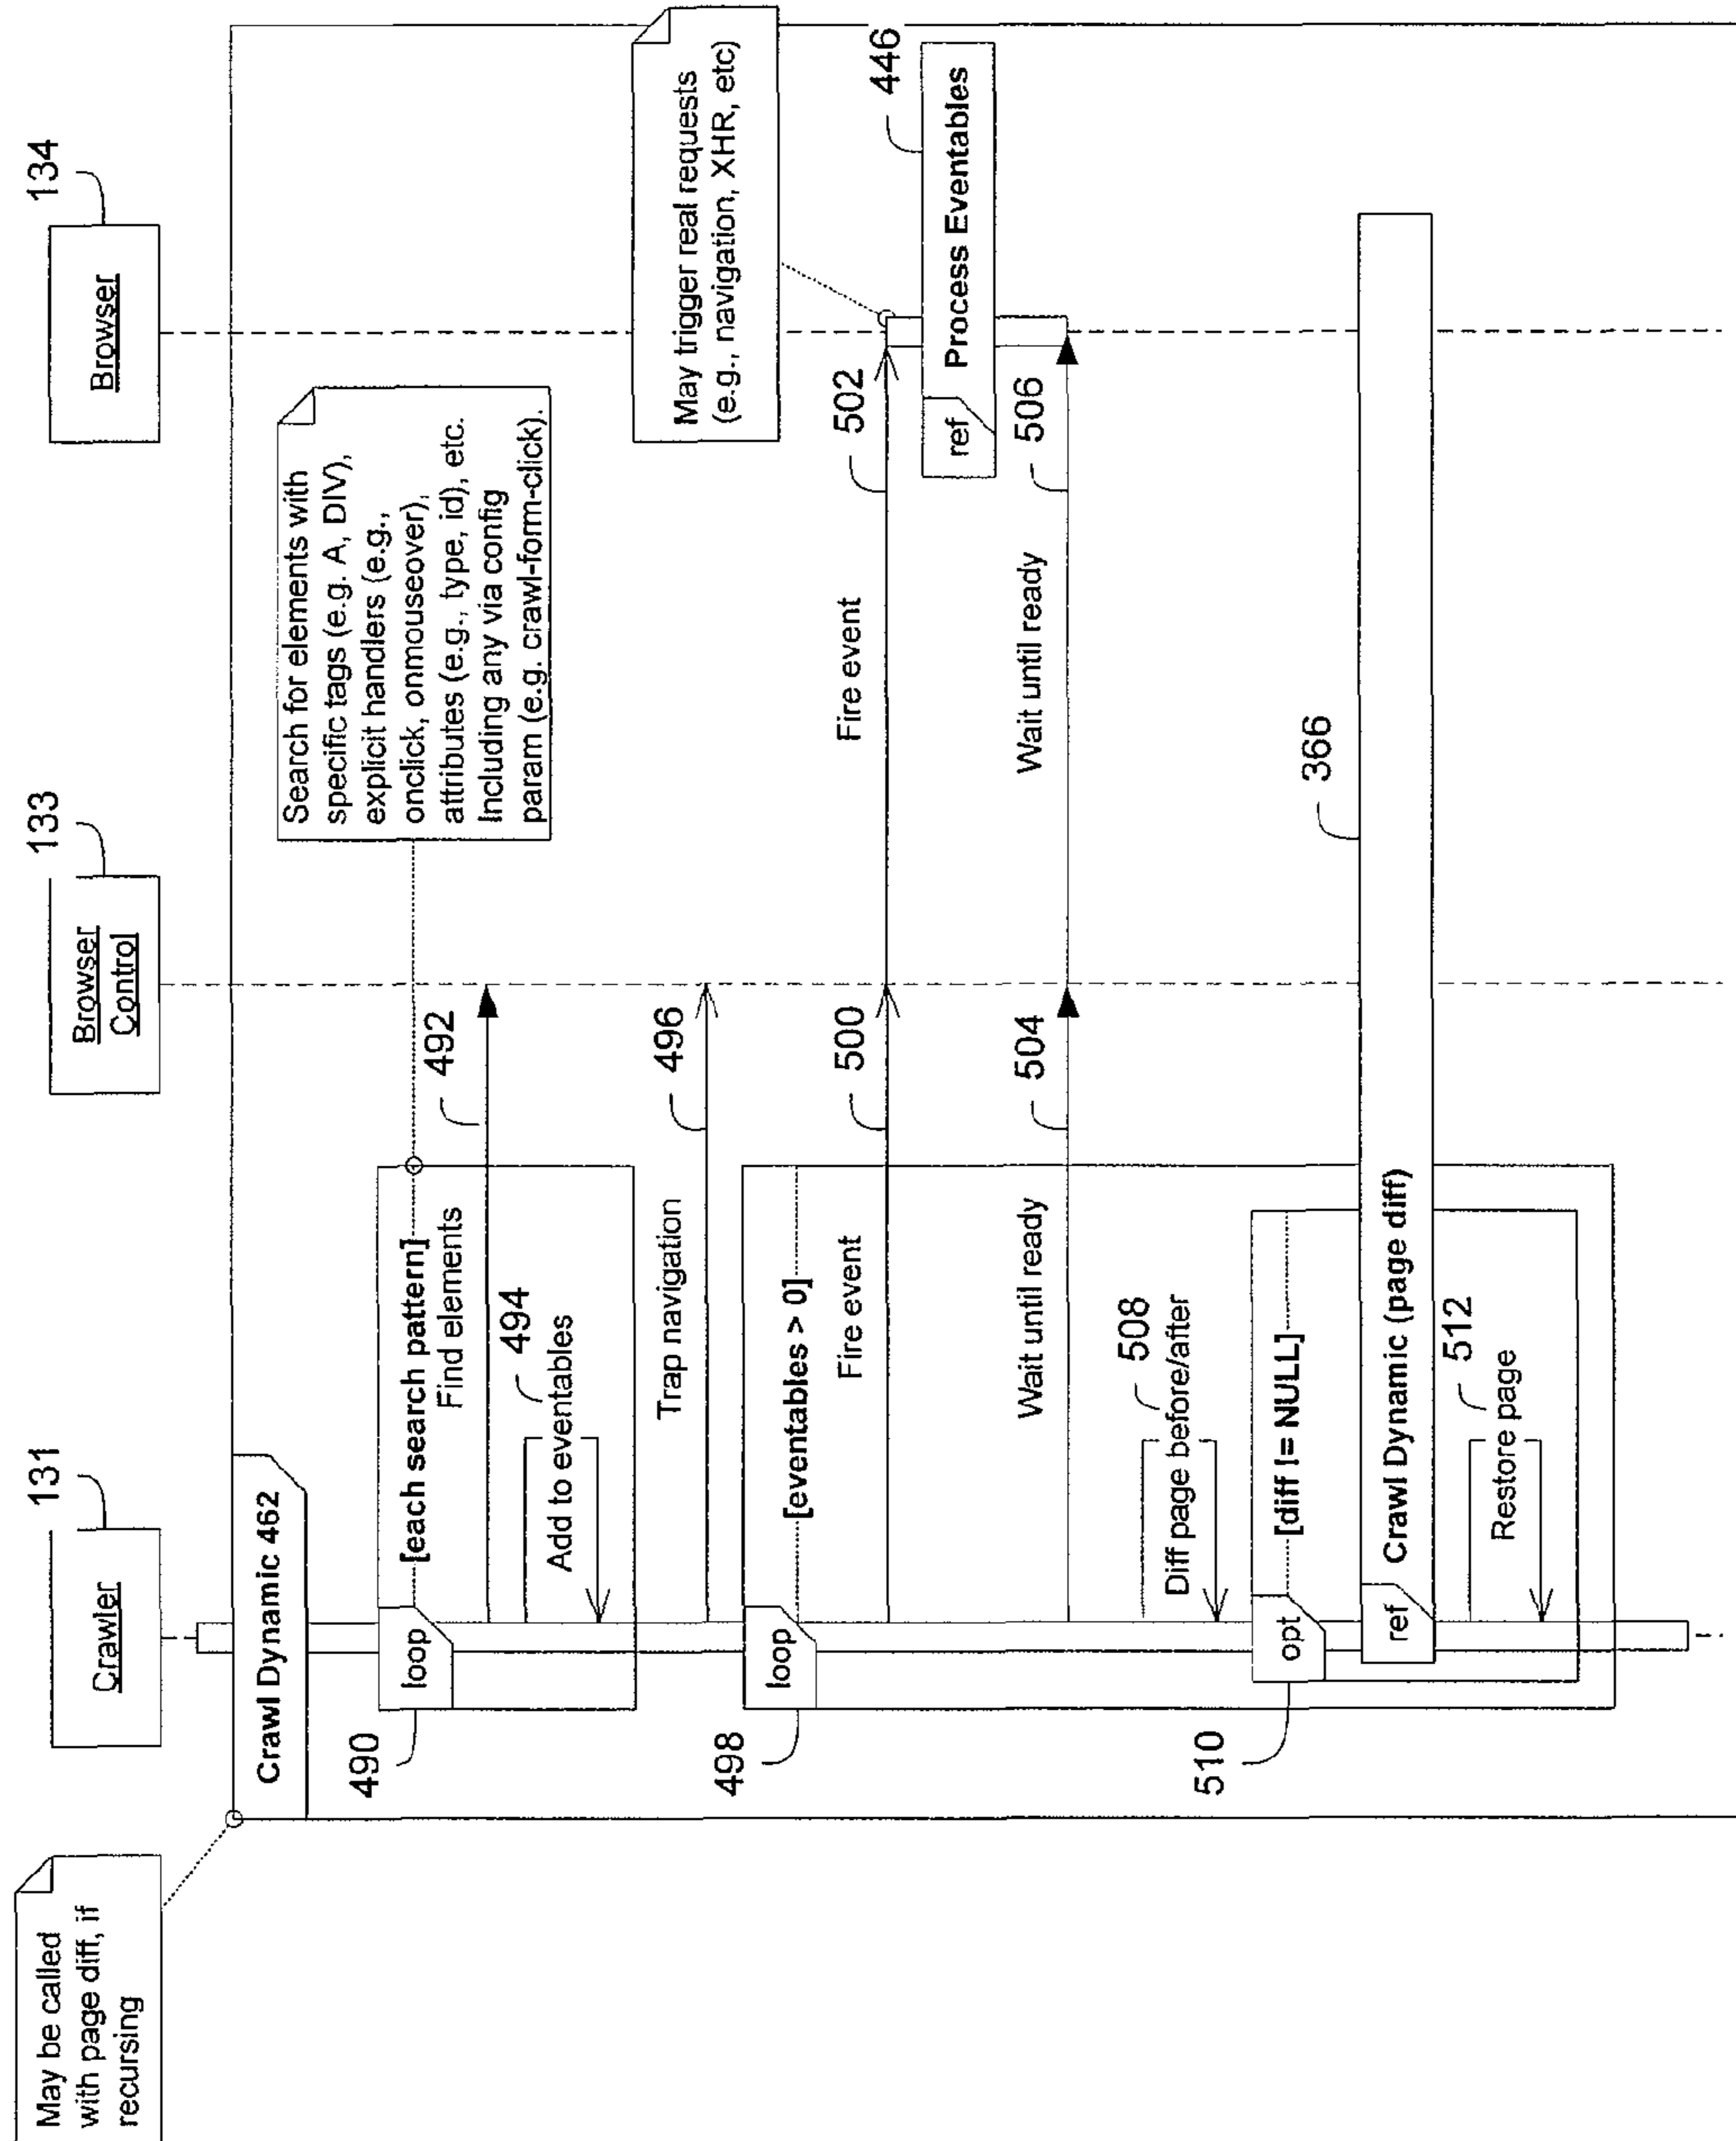 May be called
with page diff, if
recursing
131
Crawler
133
Browser
Control
134
Browser
Crawl Dynamic 462
Search for elements with
specific tags (e.g. A, DIV),
explicit handlers (e.g.,
onclick, onmouseover),
attributes (e.g., type, id), etc.
Including any via config
param (e.g. crawl-form-click).
490
loop
[each search pattern]
Find elements
492
494
Add to eventables
Trap navigation
496
May trigger real requests
(e.g., navigation, XHR, etc)
498
loop
[eventables > 0]
Fire event
500
Fire event
502
446
ref
Process Eventables
Wait until ready
504
Wait until ready
506
508
Diff page before/after
510
opt
[diff != NULL]
366
ref
Crawl Dynamic (page diff)
512
Restore page